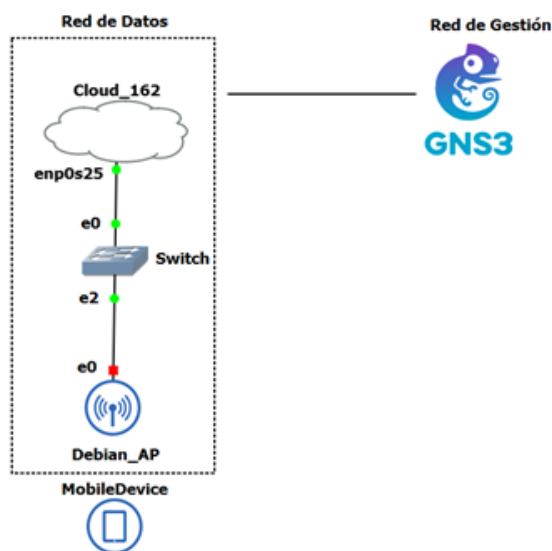 Red de Datos
Red de Gestión
Cloud_162
GNS3
enp0s25
e0
Switch
e2
e0
Debian_AP
MobileDevice